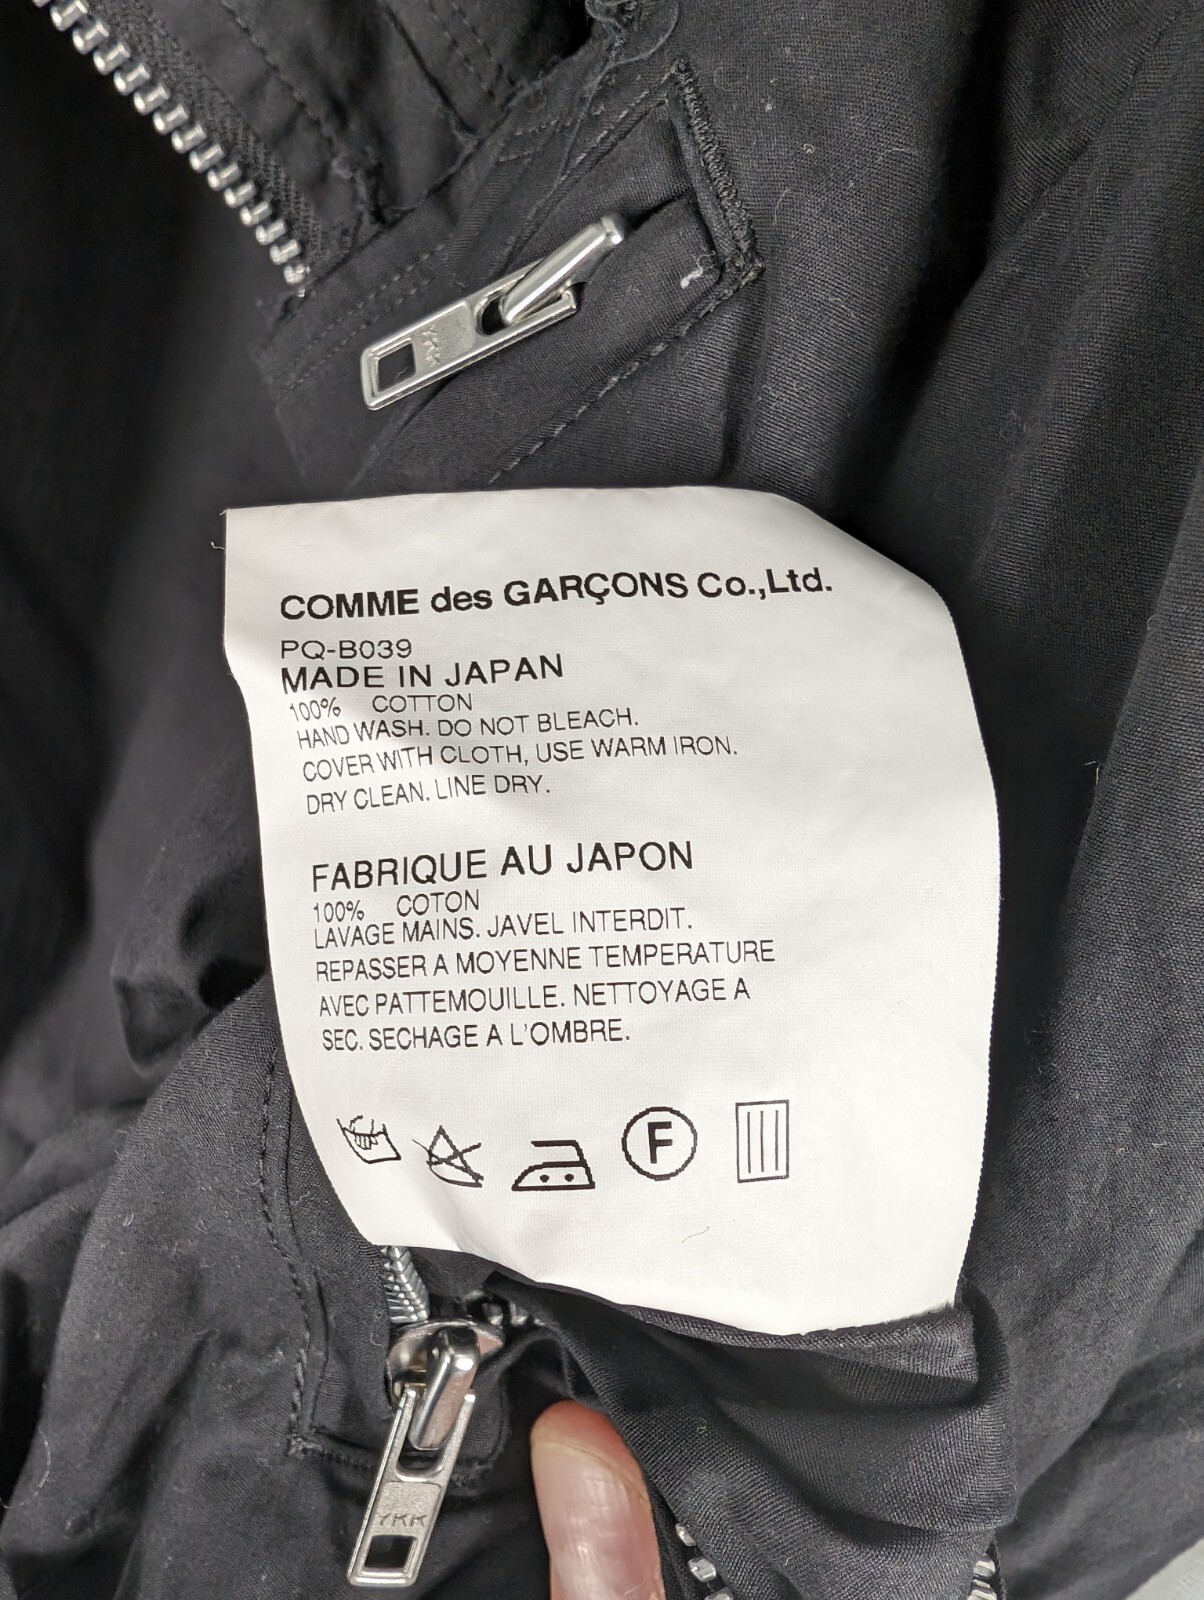 YKK
COMME des GARÇONS Co.,Ltd.
PQ-B039
MADE IN JAPAN
100% COTTON
HAND WASH. DO NOT BLEACH.
COVER WITH CLOTH, USE WARM IRON.
DRY CLEAN. LINE DRY.
FABRIQUE AU JAPON
100% COTON
LAVAGE MAINS. JAVEL INTERDIT.
REPASSER A MOYENNE TEMPERATURE
AVEC PATTEMOUILLE. NETTOYAGE A
SEC. SECHAGE A L'OMBRE.
F
YKK